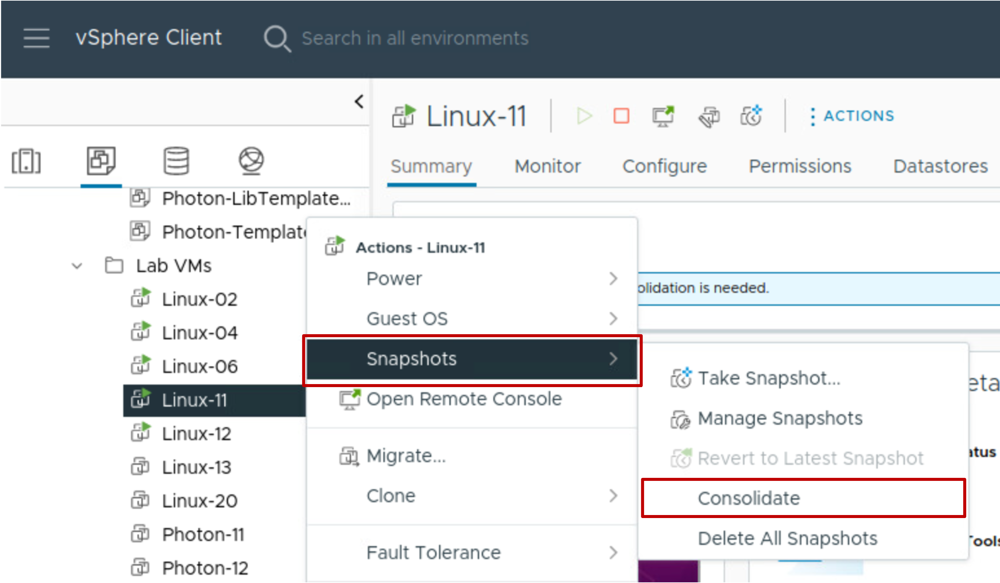 vSphere Client
Search in all environments
Linux-11
ACTIONS
Summary
Monitor
Configure
Permissions
Datastores
Photon-LibTemplate...
Photon-Templat
Lab VMs
Linux-02
Linux-04
Linux-06
Linux-11
Linux-12
Linux-13
Linux-20
Photon-11
Photon-12
Actions - Linux-11
Power
Guest OS
Snapshots
Open Remote Console
Migrate...
Clone
Fault Tolerance
olidation is needed.
Take Snapshot...
Manage Snapshots
Revert to Latest Snapshot
Consolidate
Delete All Snapshots
eta
atus
Tools